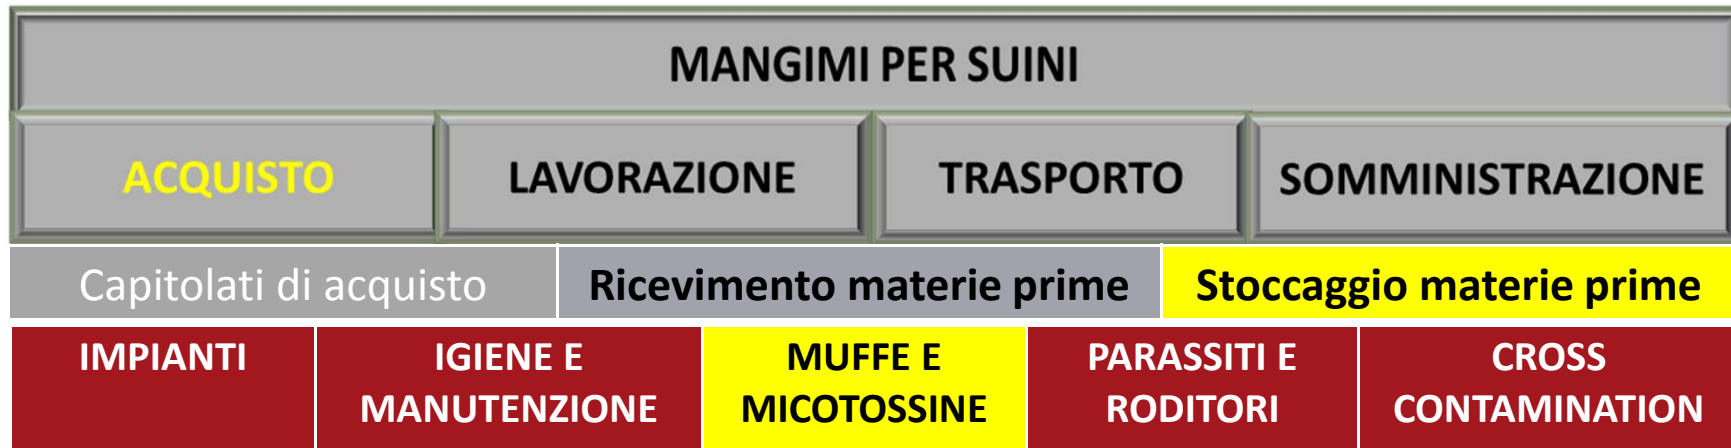 MANGIMI PER SUINI
ACQUISTO LAVORAZIONE TRASPORTO SOMMINISTRAZIONE
Capitolati di acquisto Ricevimento materie prime Stoccaggio materie prime
IMPIANTI
IGIENE E
MANUTENZIONE
MUFFE E
MICOTOSSINE
PARASSITI E
RODITORI
CROSS
CONTAMINATION